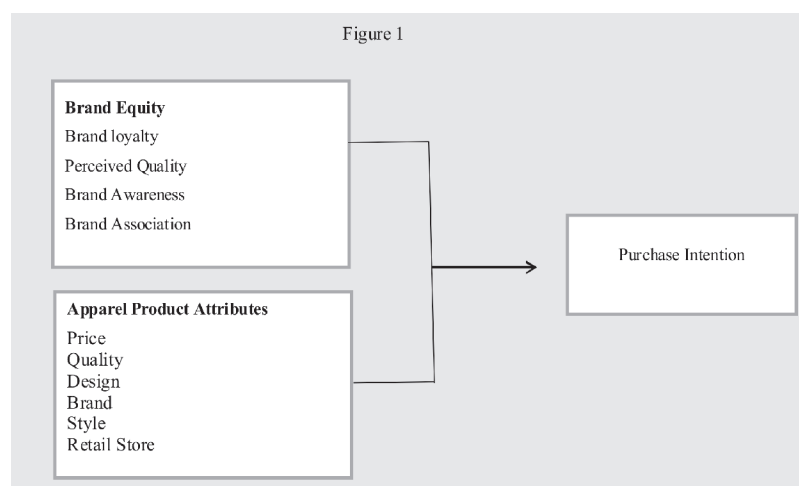 Figure 1
Brand Equity
Brand loyalty
Perceived Quality
Brand Awareness
Brand Association
Apparel Product Attributes
Price
Quality
Design
Brand
Style
Retail Store
Purchase Intention